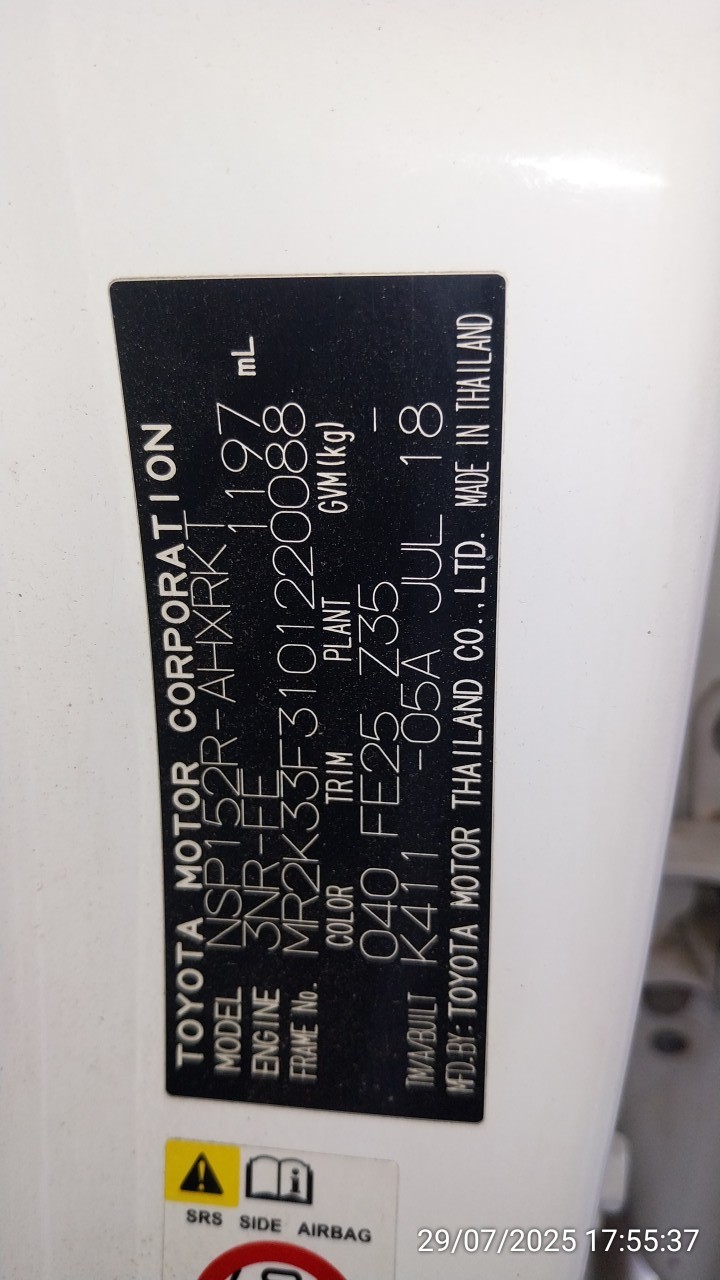 TOYOTA MOTOR CORPORATION
MODEL NSP152R-AHXRKT
ENGINE 3NR-FE 1197 mL
FRAME No. MR2K33F3101220088
COLOR TRIM PLANT GVM(kg)
040 FE25 Z35 -
TMA/BUILT K411 -05A JUL 18
MFD.BY:TOYOTA MOTOR THAILAND CO.,LTD. MADE IN THAILAND
SRS SIDE AIRBAG
29/07/2025 17:55:37